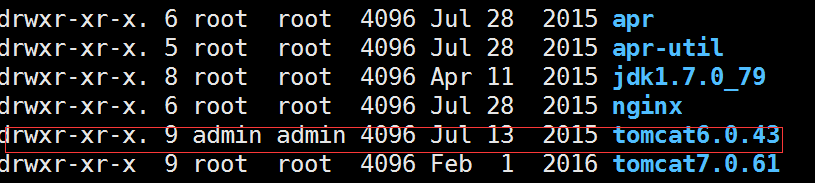 drwxr-xr-x. 6 root root 4096 Jul 28 2015 apr
drwxr-xr-x. 5 root root 4096 Jul 28 2015 apr-util
drwxr-xr-x. 8 root root 4096 Apr 11 2015 jdk1.7.0_79
drwxr-xr-x. 6 root root 4096 Jul 28 2015 nginx
drwxr-xr-x. 9 admin admin 4096 Jul 13 2015 tomcat6.0.43
drwxr-xr-x 9 root root 4096 Feb 1 2016 tomcat7.0.61